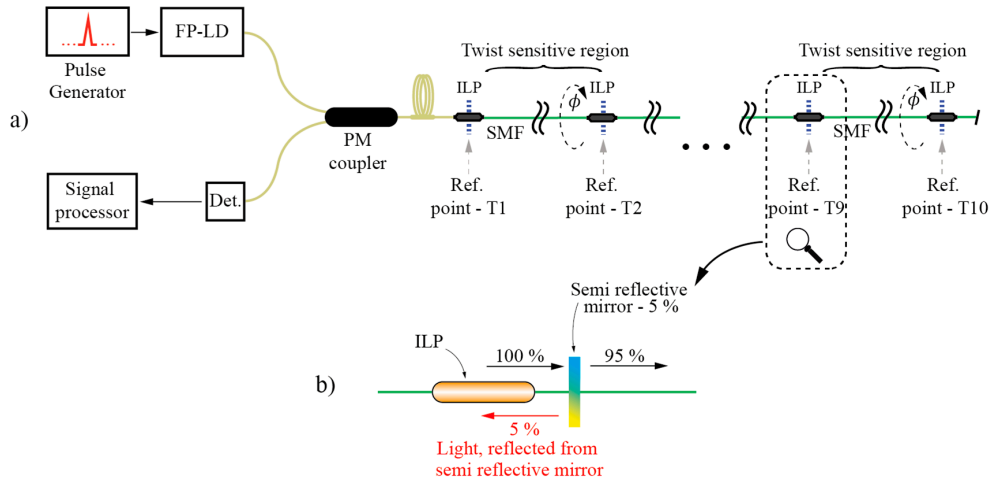 FP-LD
Pulse
Generator
a)
PM
coupler
Signal
processor
Det.
Twist sensitive region
ILP
ϕ
ILP
SMF
Ref.
point - T1
Ref.
point - T2
Twist sensitive region
ILP
ϕ
ILP
SMF
Ref.
point - T9
Ref.
point - T10
Semi reflective
mirror - 5 %
ILP
100 %
95 %
b)
5 %
Light, reflected from
semi reflective mirror